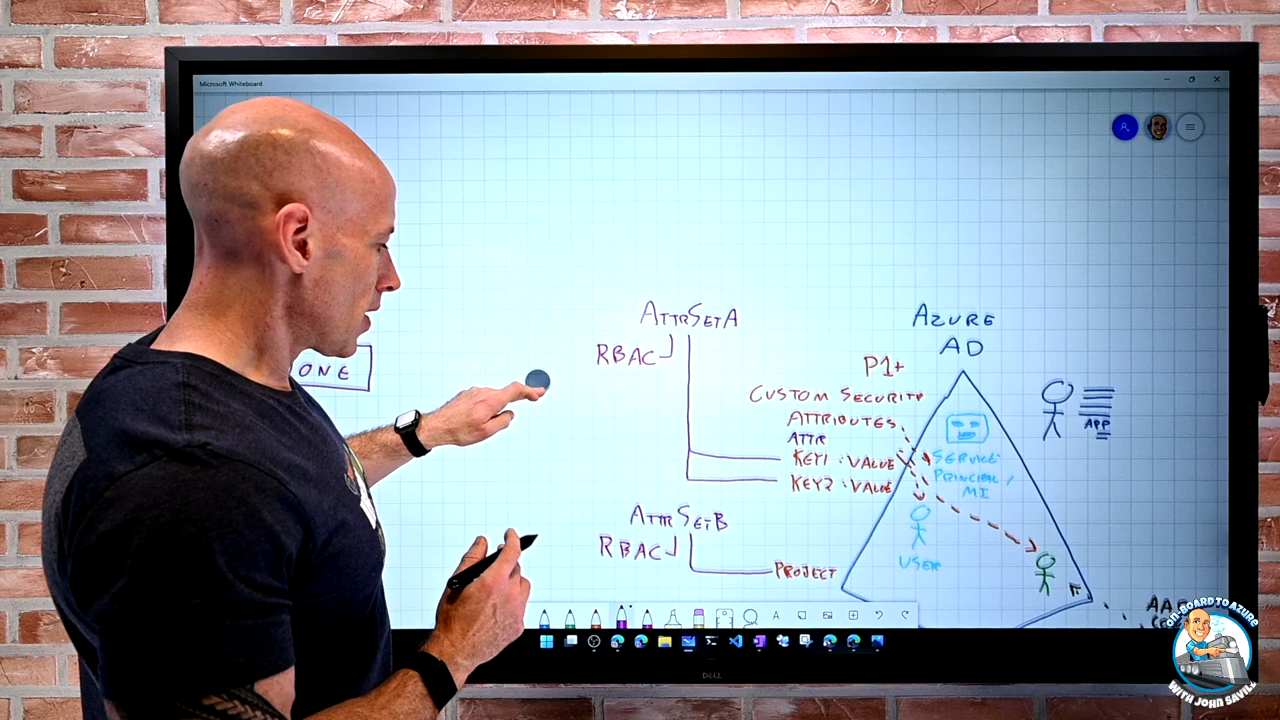 Microsoft Whiteboard
ATTRSETA
RBAC
AZURE
AD
P1+
CUSTOM SECURITY
ATTRIBUTES
ATTR
KEY1 : VALUE
KEY2 : VALUE
APP
SERVICE
PRINCIPAL /
MI
ONE
ATTRSETB
RBAC
PROJECT
USER
DELL
ON-BOARD TO AZURE
WITH JOHN SAVILL